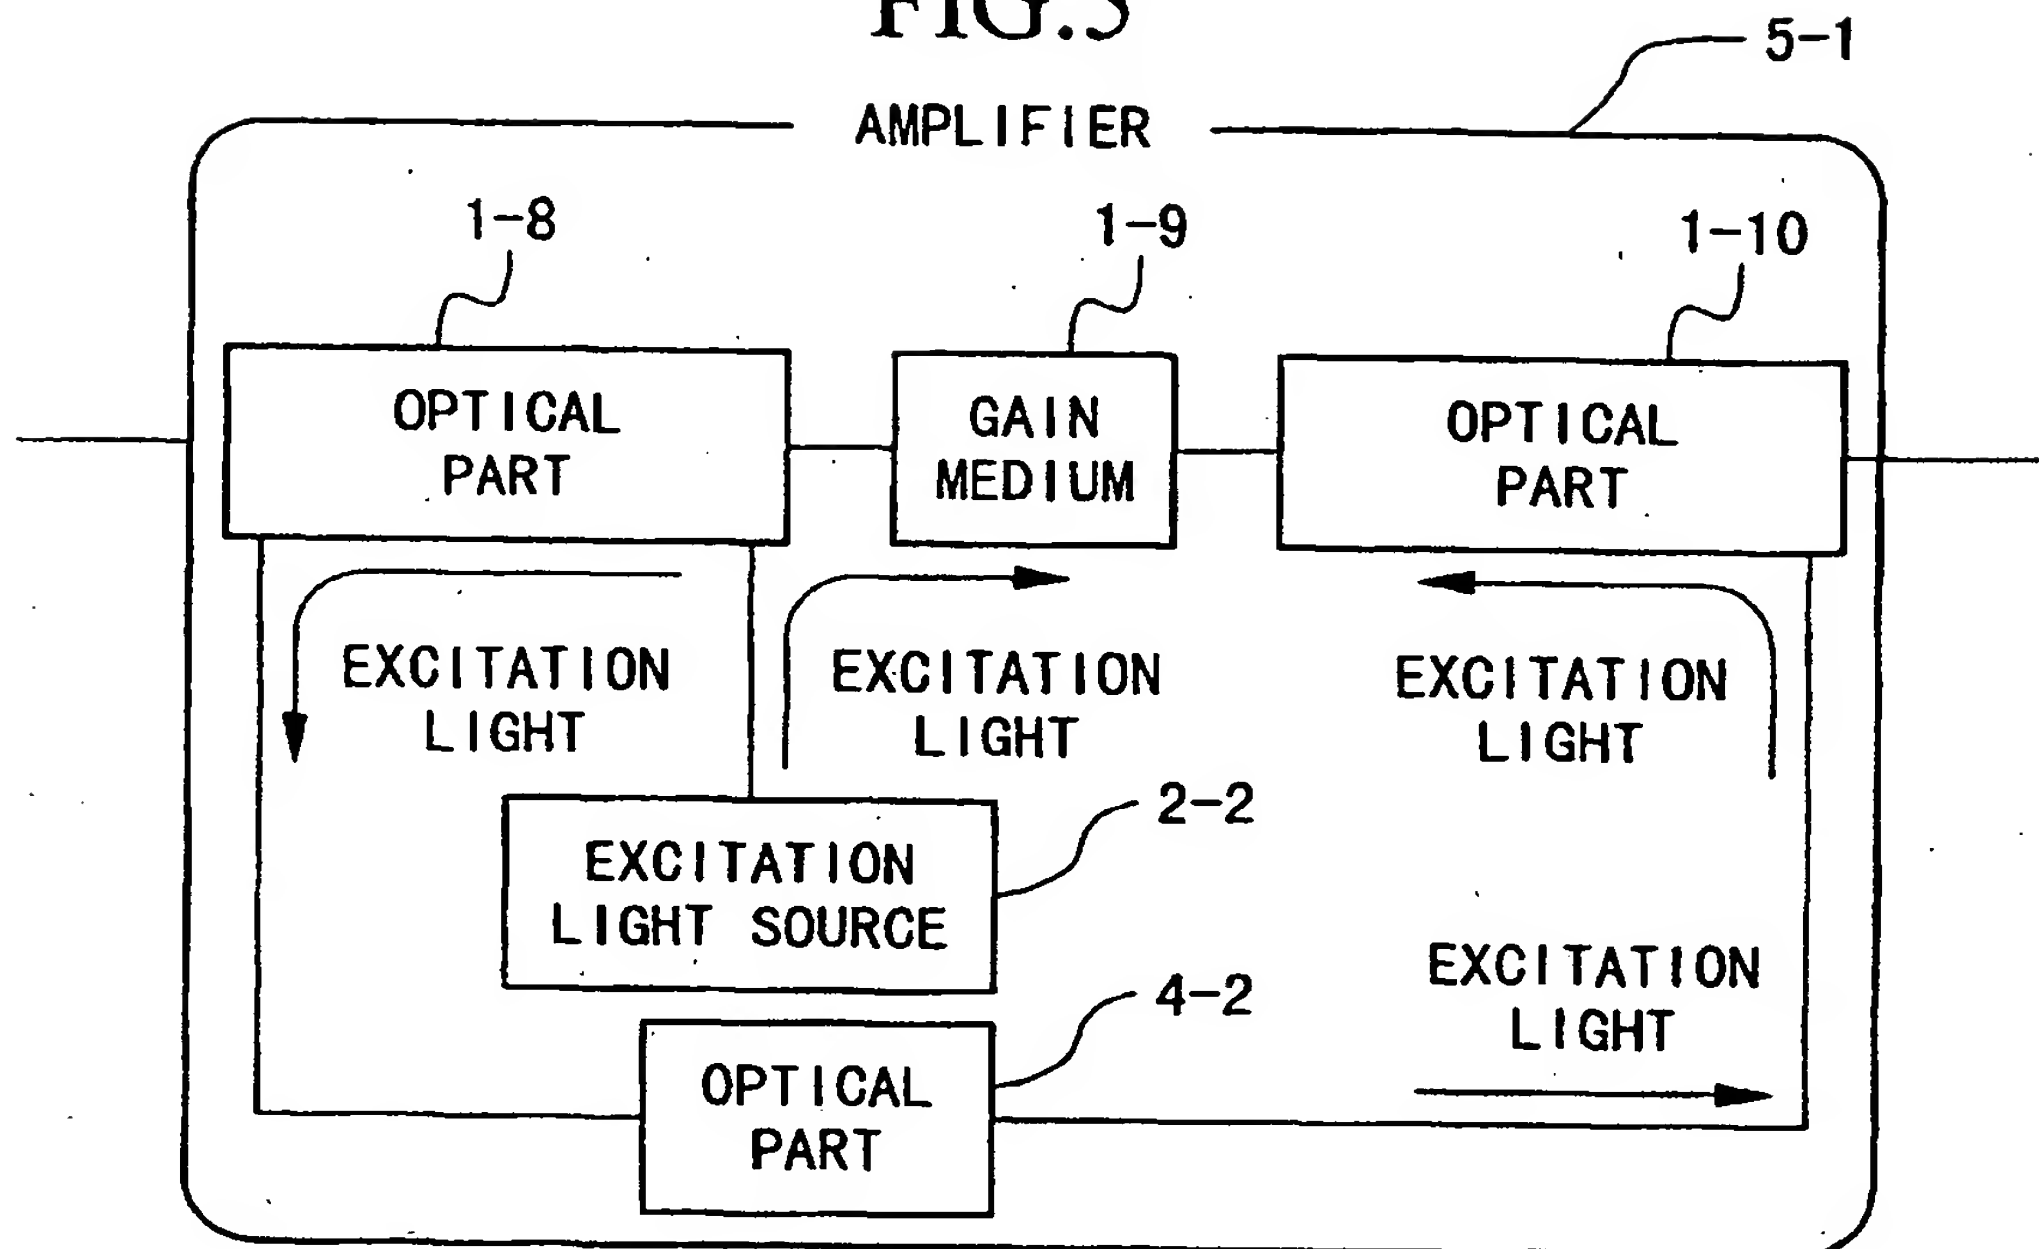 FIG.5
5-1
AMPLIFIER
1-8
1-9
1-10
OPTICAL
PART
GAIN
MEDIUM
OPTICAL
PART
EXCITATION
LIGHT
EXCITATION
LIGHT
EXCITATION
LIGHT
2-2
EXCITATION
LIGHT SOURCE
4-2
EXCITATION
LIGHT
OPTICAL
PART